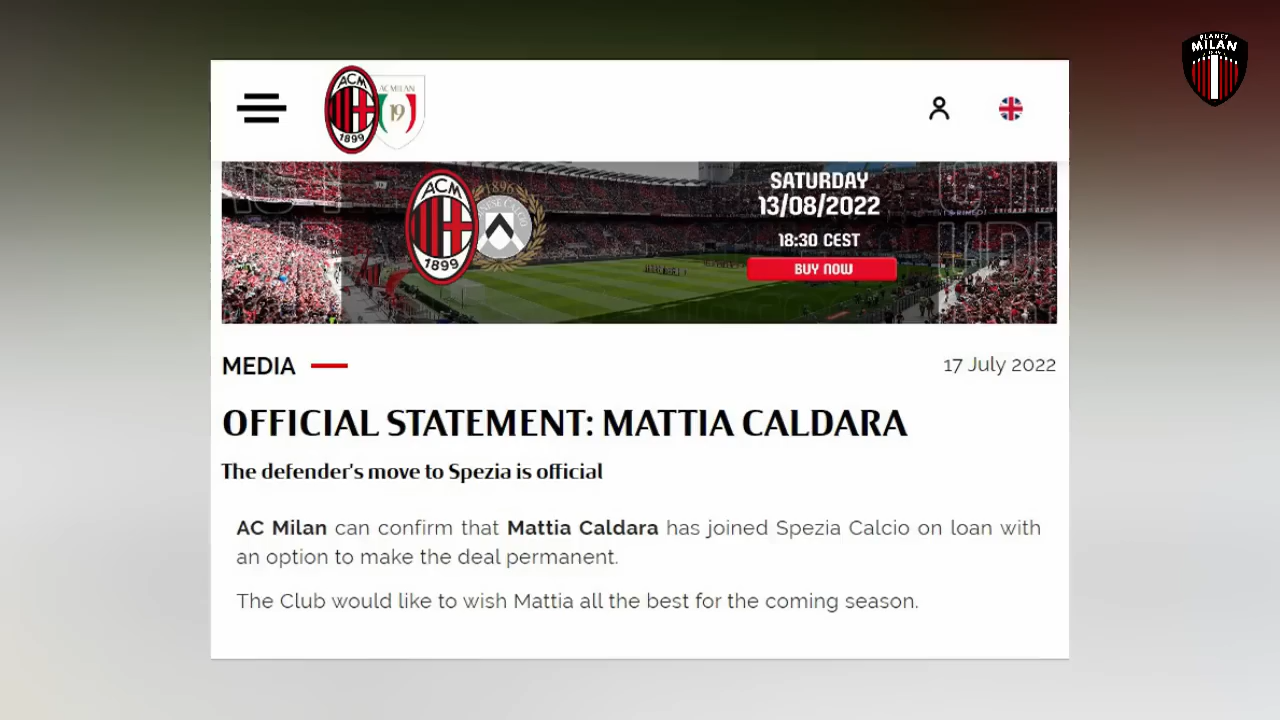 PLANET
MILAN
ACM
1899
AC MILAN
19
ACM
1899
1896
SATURDAY
13/08/2022
18:30 CEST
BUY NOW
MEDIA
17 July 2022
OFFICIAL STATEMENT: MATTIA CALDARA
The defender's move to Spezia is official
AC Milan can confirm that Mattia Caldara has joined Spezia Calcio on loan with
an option to make the deal permanent.
The Club would like to wish Mattia all the best for the coming season.